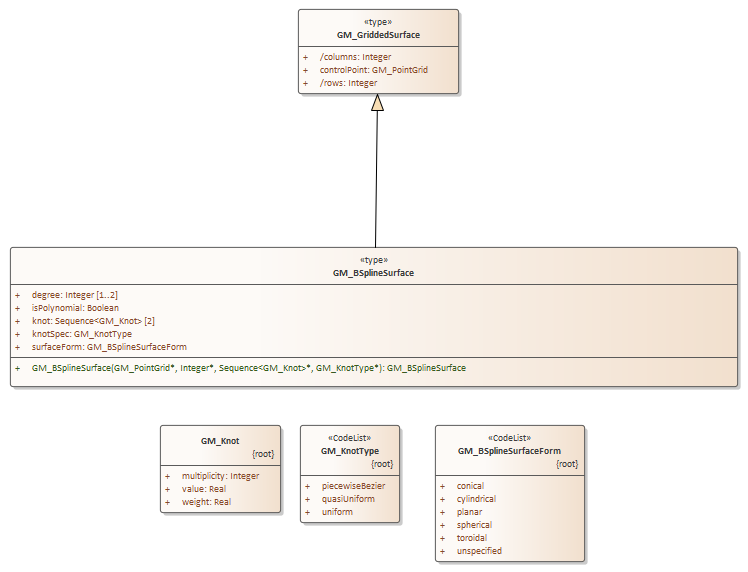 «type»
GM_GriddedSurface
+ /columns: Integer
+ controlPoint: GM_PointGrid
+ /rows: Integer
«type»
GM_BSplineSurface
+ degree: Integer [1..2]
+ isPolynomial: Boolean
+ knot: Sequence<GM_Knot> [2]
+ knotSpec: GM_KnotType
+ surfaceForm: GM_BSplineSurfaceForm
+ GM_BSplineSurface(GM_PointGrid*, Integer*, Sequence<GM_Knot>*, GM_KnotType*): GM_BSplineSurface
GM_Knot
{root}
+ multiplicity: Integer
+ value: Real
+ weight: Real
«CodeList»
GM_KnotType
{root}
+ piecewiseBezier
+ quasiUniform
+ uniform
«CodeList»
GM_BSplineSurfaceForm
{root}
+ conical
+ cylindrical
+ planar
+ spherical
+ toroidal
+ unspecified